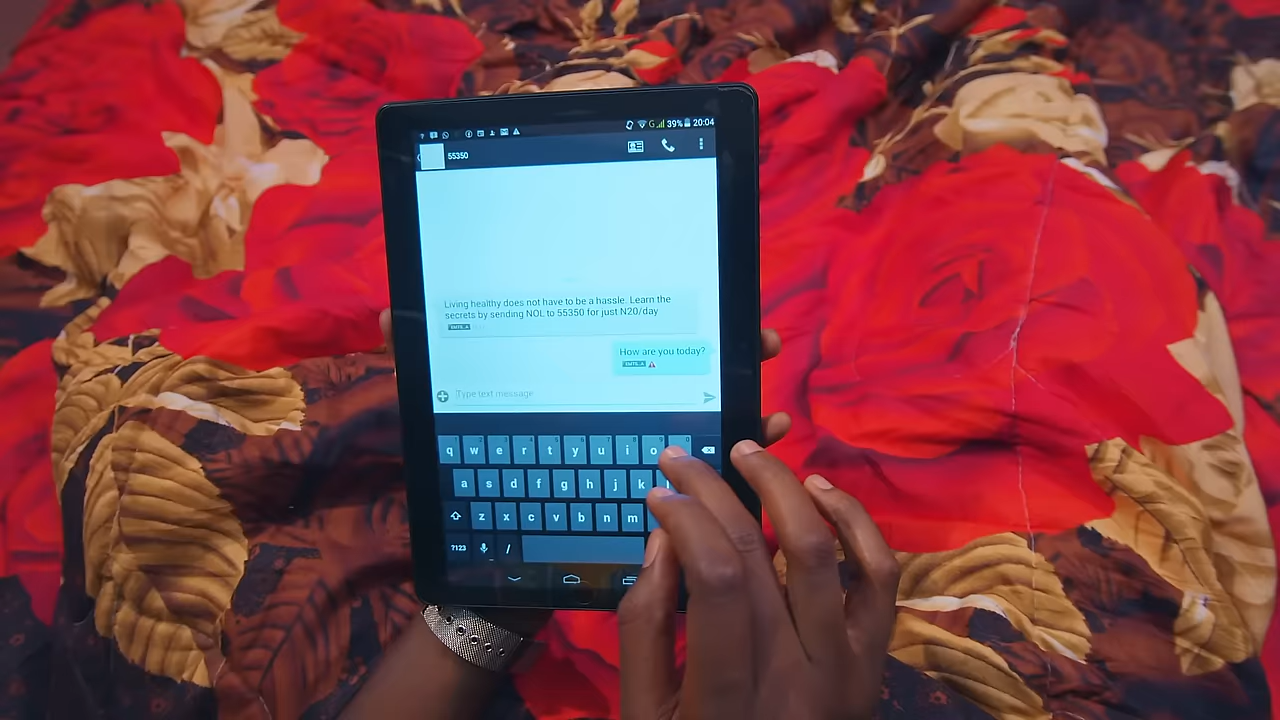 G 39% 20:04
55350
Living healthy does not have to be a hassle. Learn the
secrets by sending NOL to 55350 for just N20/day
How are you today?
Type text message
q w e r t y u i o
a s d f g h j k
z x c v b n m
?123 /